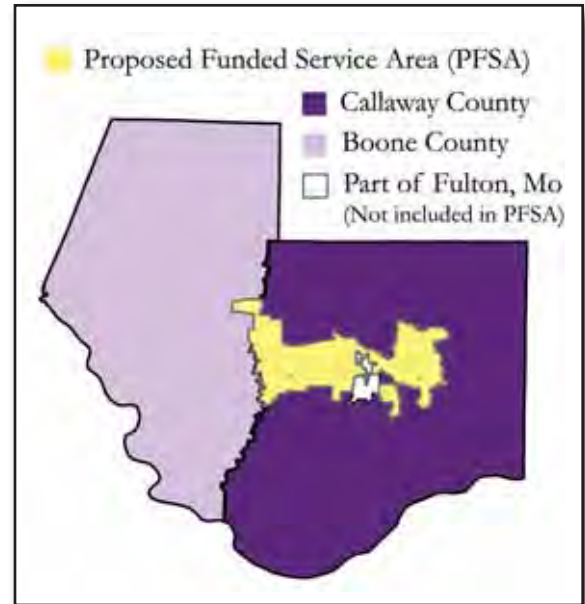 Proposed Funded Service Area (PFSA)
Callaway County
Boone County
Part of Fulton, Mo
(Not included in PFSA)